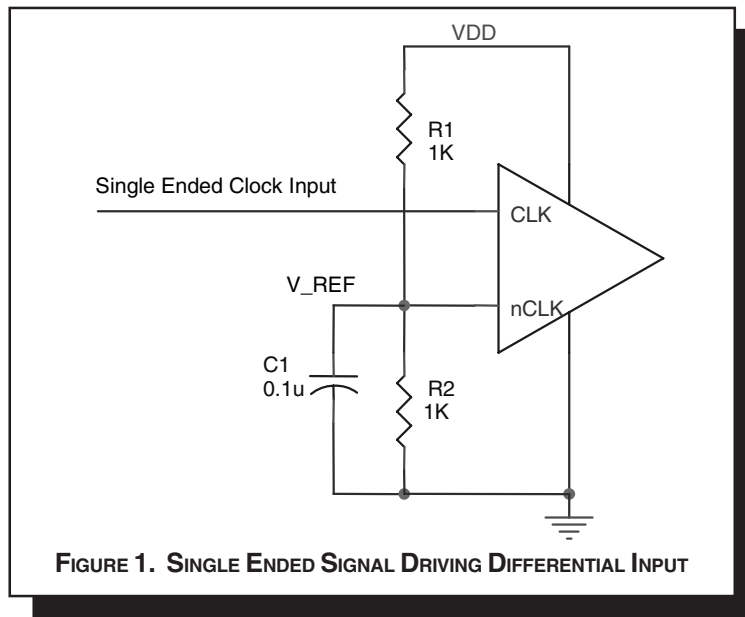 VDD
R1
1K
Single Ended Clock Input
CLK
V_REF
nCLK
C1
0.1u
R2
1K
FIGURE 1. SINGLE ENDED SIGNAL DRIVING DIFFERENTIAL INPUT